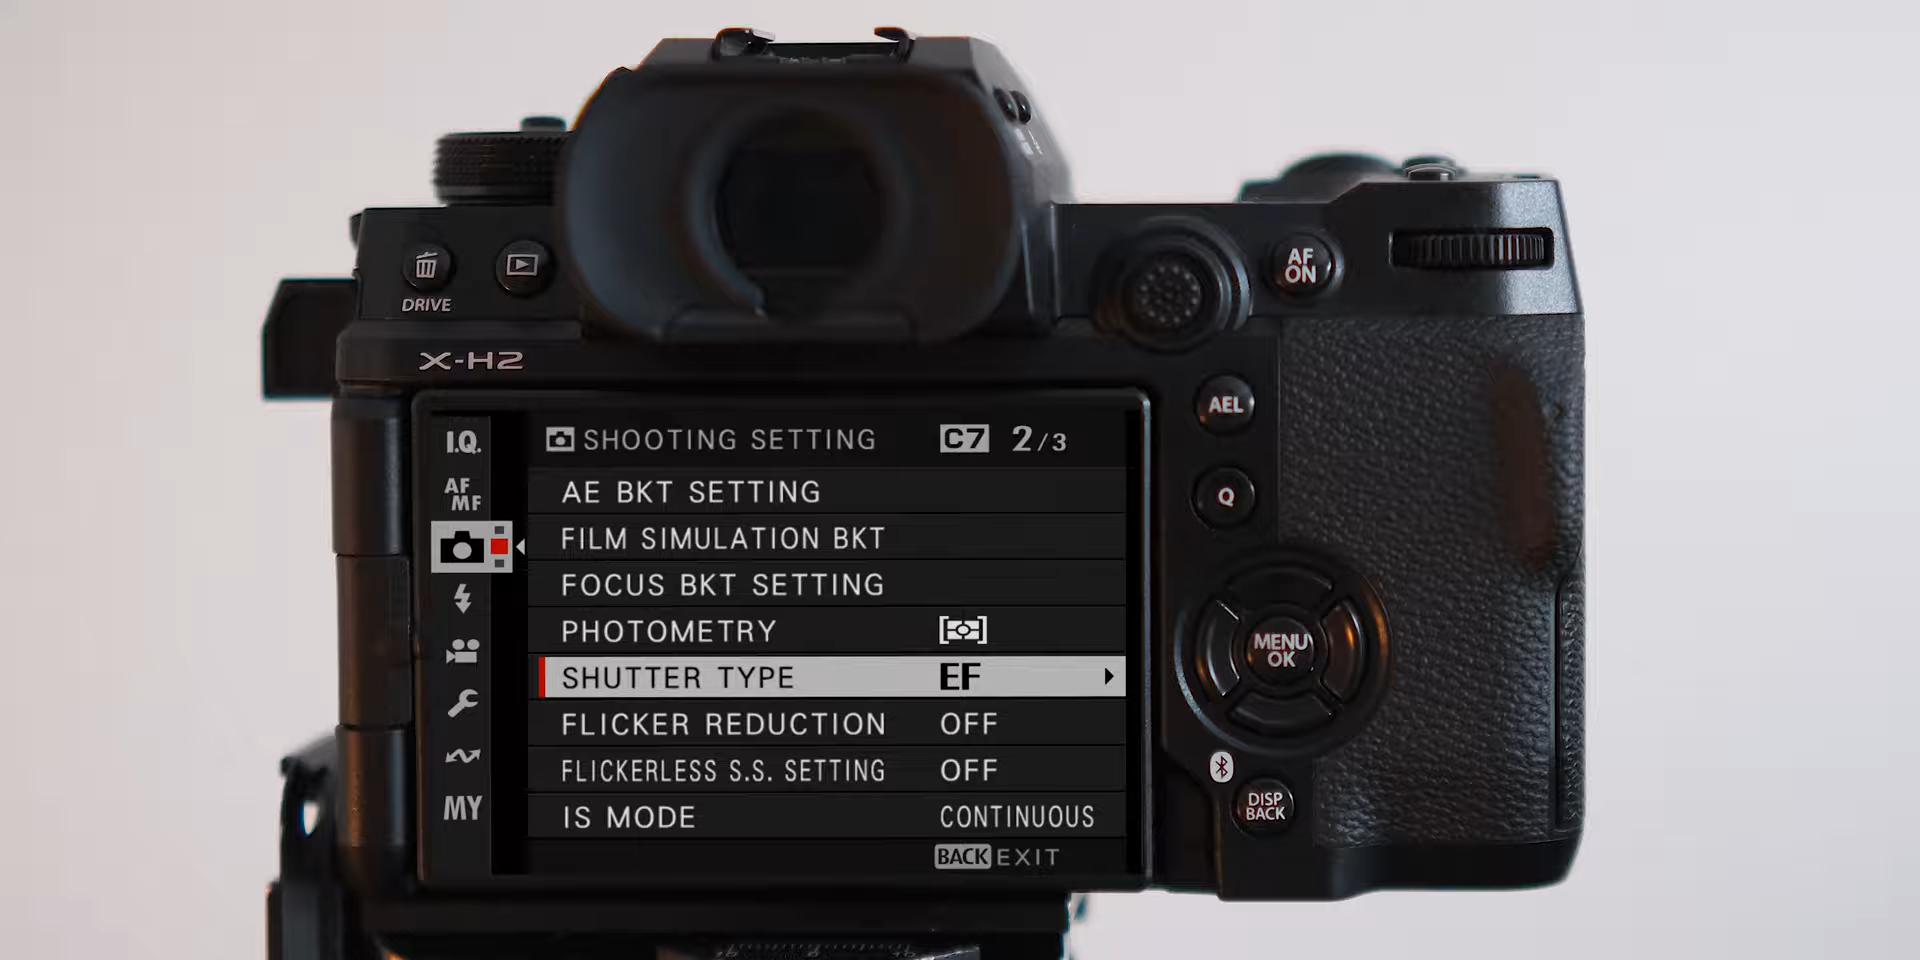 DRIVE
AF ON
X-H2
AEL
Q
MENU OK
DISP BACK
I.Q.
AF MF
MY
SHOOTING SETTING C7 2/3
AE BKT SETTING
FILM SIMULATION BKT
FOCUS BKT SETTING
PHOTOMETRY
SHUTTER TYPE EF
FLICKER REDUCTION OFF
FLICKERLESS S.S. SETTING OFF
IS MODE CONTINUOUS
BACK EXIT